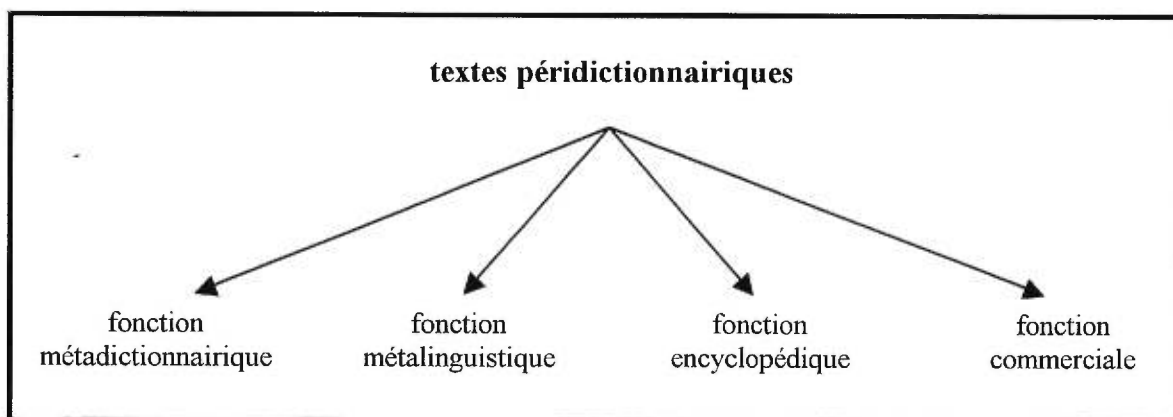 textes péridictionnairiques
fonction métadictionnairique
fonction métalinguistique
fonction encyclopédique
fonction commerciale